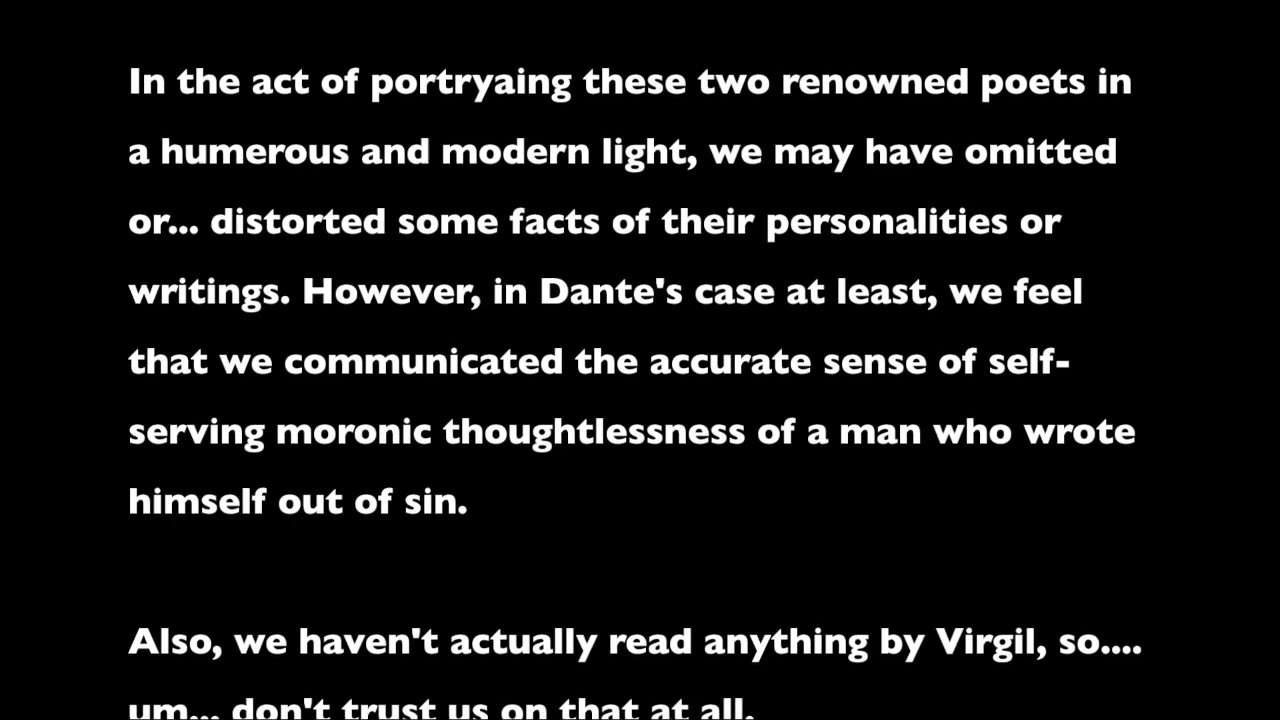 In the act of portryaing these two renowned poets in
a humerous and modern light, we may have omitted
or... distorted some facts of their personalities or
writings. However, in Dante's case at least, we feel
that we communicated the accurate sense of self-
serving moronic thoughtlessness of a man who wrote
himself out of sin.
Also, we haven't actually read anything by Virgil, so....
um... don't trust us on that at all.